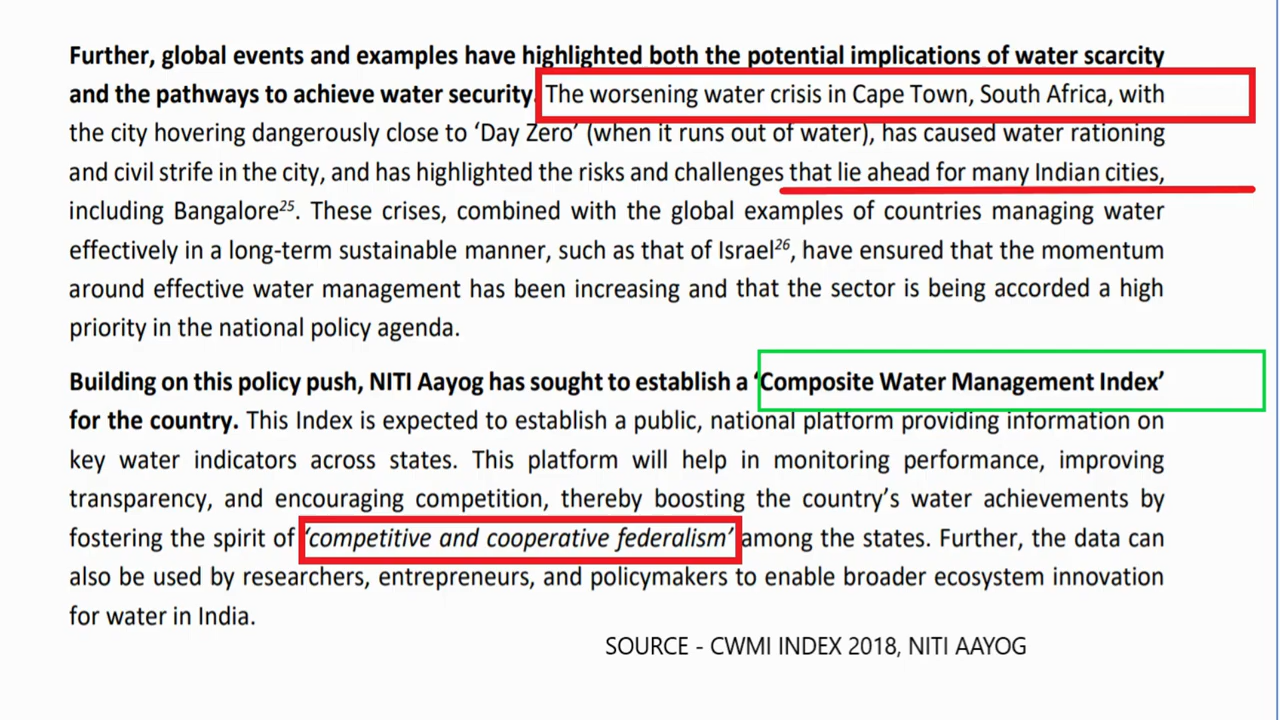 Further, global events and examples have highlighted both the potential implications of water scarcity
and the pathways to achieve water security. The worsening water crisis in Cape Town, South Africa, with
the city hovering dangerously close to ‘Day Zero’ (when it runs out of water), has caused water rationing
and civil strife in the city, and has highlighted the risks and challenges that lie ahead for many Indian cities,
including Bangalore25. These crises, combined with the global examples of countries managing water
effectively in a long-term sustainable manner, such as that of Israel26, have ensured that the momentum
around effective water management has been increasing and that the sector is being accorded a high
priority in the national policy agenda.
Building on this policy push, NITI Aayog has sought to establish a ‘Composite Water Management Index’
for the country. This Index is expected to establish a public, national platform providing information on
key water indicators across states. This platform will help in monitoring performance, improving
transparency, and encouraging competition, thereby boosting the country’s water achievements by
fostering the spirit of ‘competitive and cooperative federalism’ among the states. Further, the data can
also be used by researchers, entrepreneurs, and policymakers to enable broader ecosystem innovation
for water in India.
SOURCE - CWMI INDEX 2018, NITI AAYOG